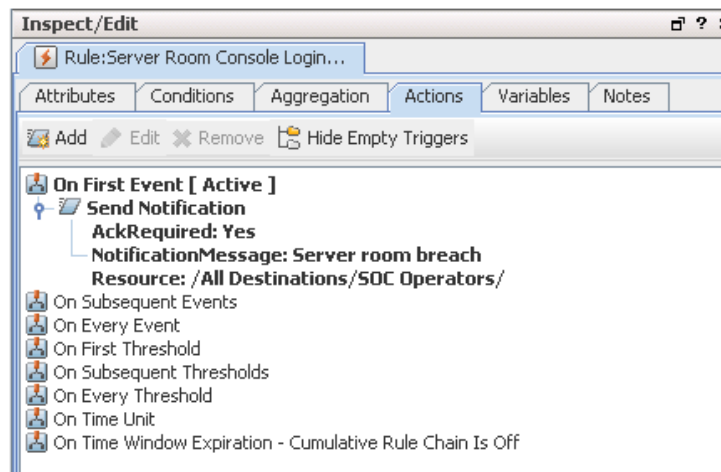 Inspect/Edit
?
Rule:Server Room Console Login...
Attributes Conditions Aggregation Actions Variables Notes
Add Edit Remove Hide Empty Triggers
On First Event [ Active ]
Send Notification
AckRequired: Yes
NotificationMessage: Server room breach
Resource: /All Destinations/SOC Operators/
On Subsequent Events
On Every Event
On First Threshold
On Subsequent Thresholds
On Every Threshold
On Time Unit
On Time Window Expiration - Cumulative Rule Chain Is Off